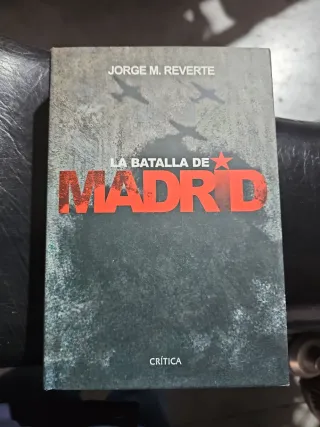 JORGE M. REVERTE
LA BATALLA DE
MADRID
CRÍTICA